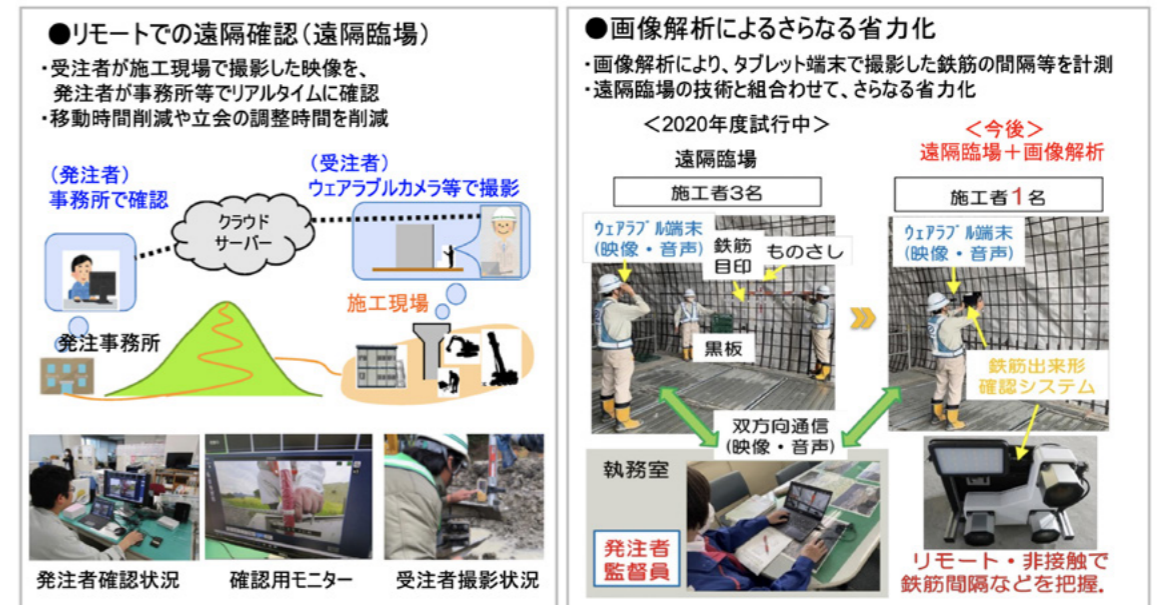 ●リモートでの遠隔確認（遠隔臨場）
・受注者が施工現場で撮影した映像を、
発注者が事務所等でリアルタイムに確認
・移動時間削減や立会の調整時間を削減
（発注者）
事務所で確認
（受注者）
ウェアラブルカメラ等で撮影
クラウド
サーバー
施工現場
発注事務所
発注者確認状況
確認用モニター
受注者撮影状況
●画像解析によるさらなる省力化
・画像解析により、タブレット端末で撮影した鉄筋の間隔等を計測
・遠隔臨場の技術と組合わせて、さらなる省力化
＜2020年度試行中＞
遠隔臨場
施工者3名
ｳｪｱﾗﾌﾞﾙ端末
(映像・音声)
鉄筋
目印
ものさし
黒板
＜今後＞
遠隔臨場＋画像解析
施工者1名
ｳｪｱﾗﾌﾞﾙ端末
(映像・音声)
鉄筋出来形
確認システム
双方向通信
(映像・音声)
執務室
発注者
監督員
リモート・非接触で
鉄筋間隔などを把握.